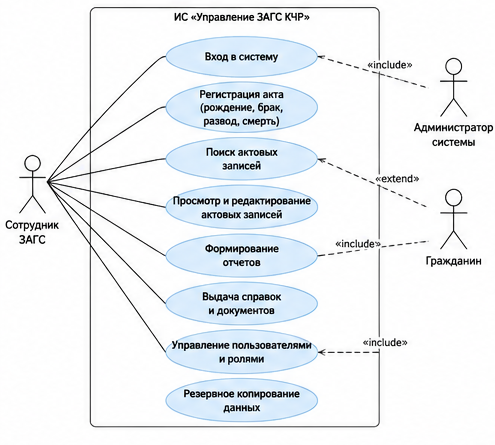 ИС «Управление ЗАГС КЧР»
Вход в систему
«include»
Администратор
системы
Регистрация акта
(рождение, брак,
развод, смерть)
Поиск актовых
записей
«extend»
Сотрудник
ЗАГС
Просмотр и редактирование
актовых записей
Гражданин
Формирование
отчетов
«include»
Выдача справок
и документов
Управление пользователями
и ролями
«include»
Резервное копирование
данных